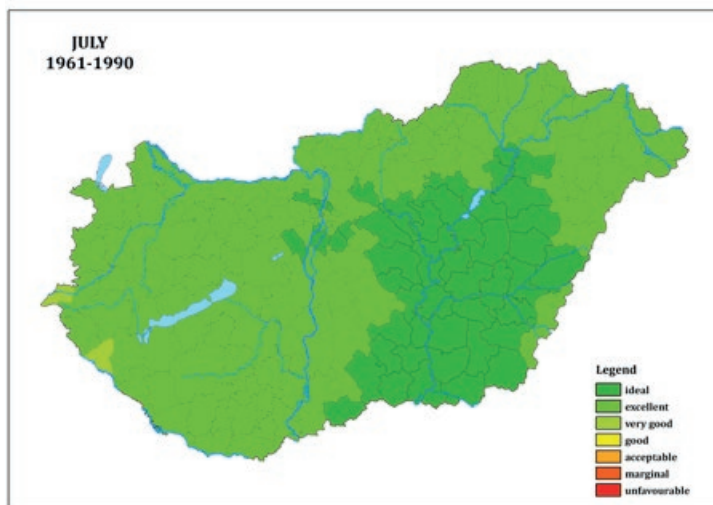 JULY
1961-1990
Legend
ideal
excellent
very good
good
acceptable
marginal
unfavourable